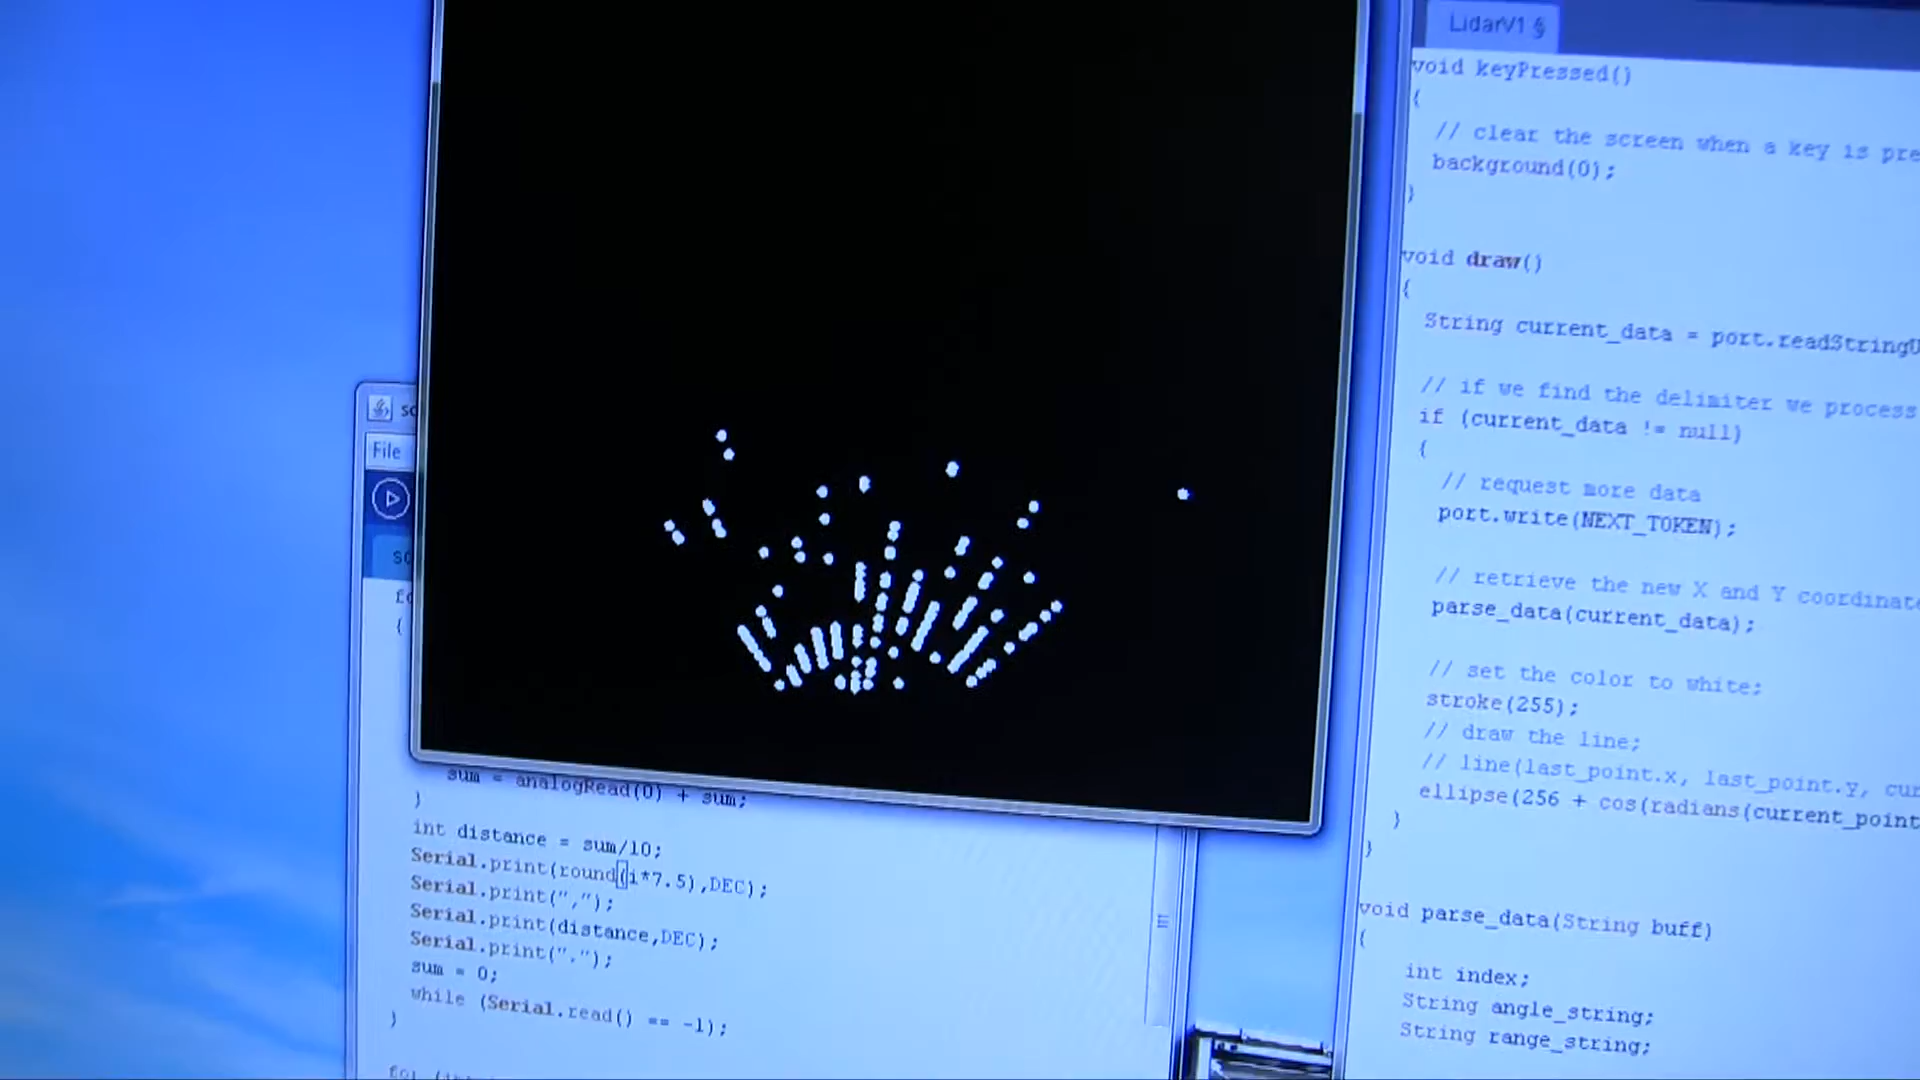 File
sum = analogRead(0) + sum;
}
int distance = sum/10;
Serial.print(round(i*7.5),DEC);
Serial.print(",");
Serial.print(distance,DEC);
Serial.print(".");
sum = 0;
while (Serial.read() == -1);
}
LidarV1 §
void keyPressed()
{
// clear the screen when a key is pre
background(0);
}
void draw()
{
String current_data = port.readStringU
// if we find the delimiter we process
if (current_data != null)
{
// request more data
port.write(NEXT_TOKEN);
// retrieve the new X and Y coordinate
parse_data(current_data);
// set the color to white;
stroke(255);
// draw the line;
// line(last_point.x, last_point.y, cur
ellipse(256 + cos(radians(current_point
}
}
void parse_data(String buff)
{
int index;
String angle_string;
String range_string;